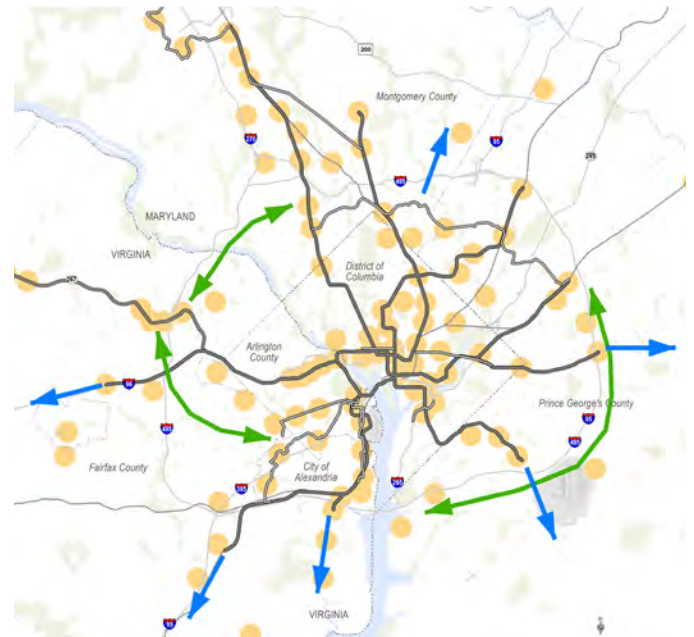 200
Montgomery County
270
95
295
495
MARYLAND
VIRGINIA
District of
Columbia
267
Arlington
County
66
Prince George's County
95
495
495
Fairfax County
City of
Alexandria
395
295
VIRGINIA
95
N